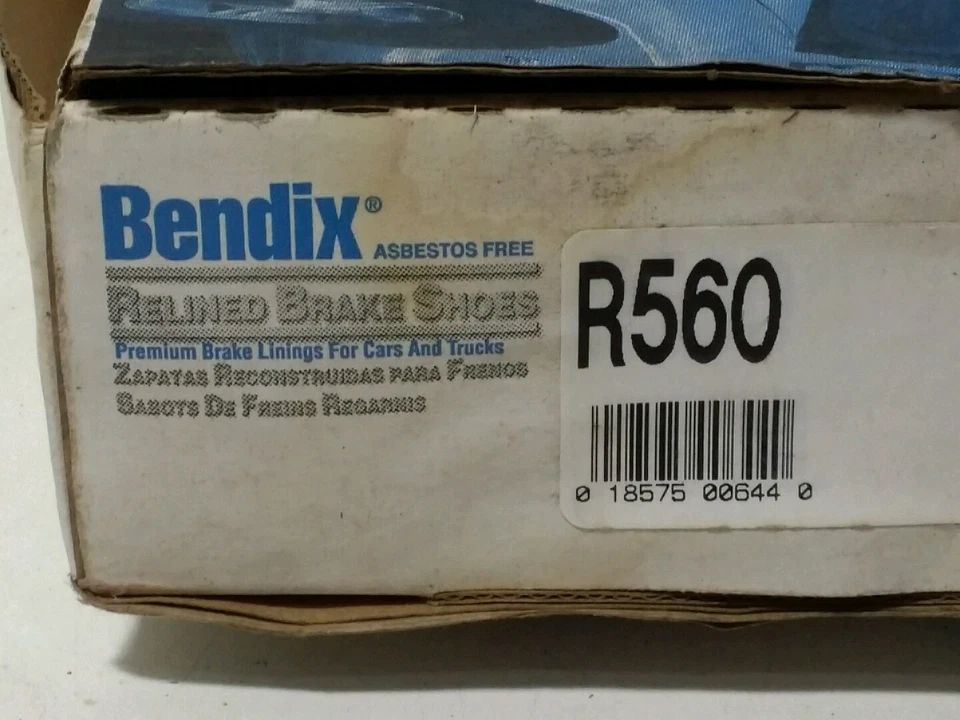 Bendix®
ASBESTOS FREE
RELINED BRAKE SHOES
Premium Brake Linings For Cars And Trucks
ZAPATAS RECONSTRUIDAS PARA FRENOS
SABOTS DE FREINS REGARNIS
R560
0 18575 00644 0